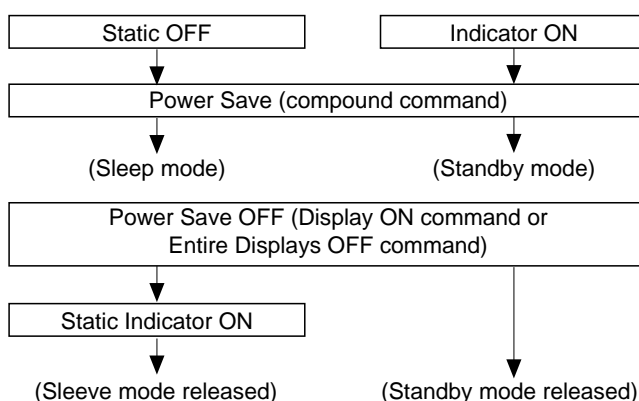 Static OFF
Indicator ON
Power Save (compound command)
(Sleep mode)
(Standby mode)
Power Save OFF (Display ON command or
Entire Displays OFF command)
Static Indicator ON
(Sleeve mode released)
(Standby mode released)